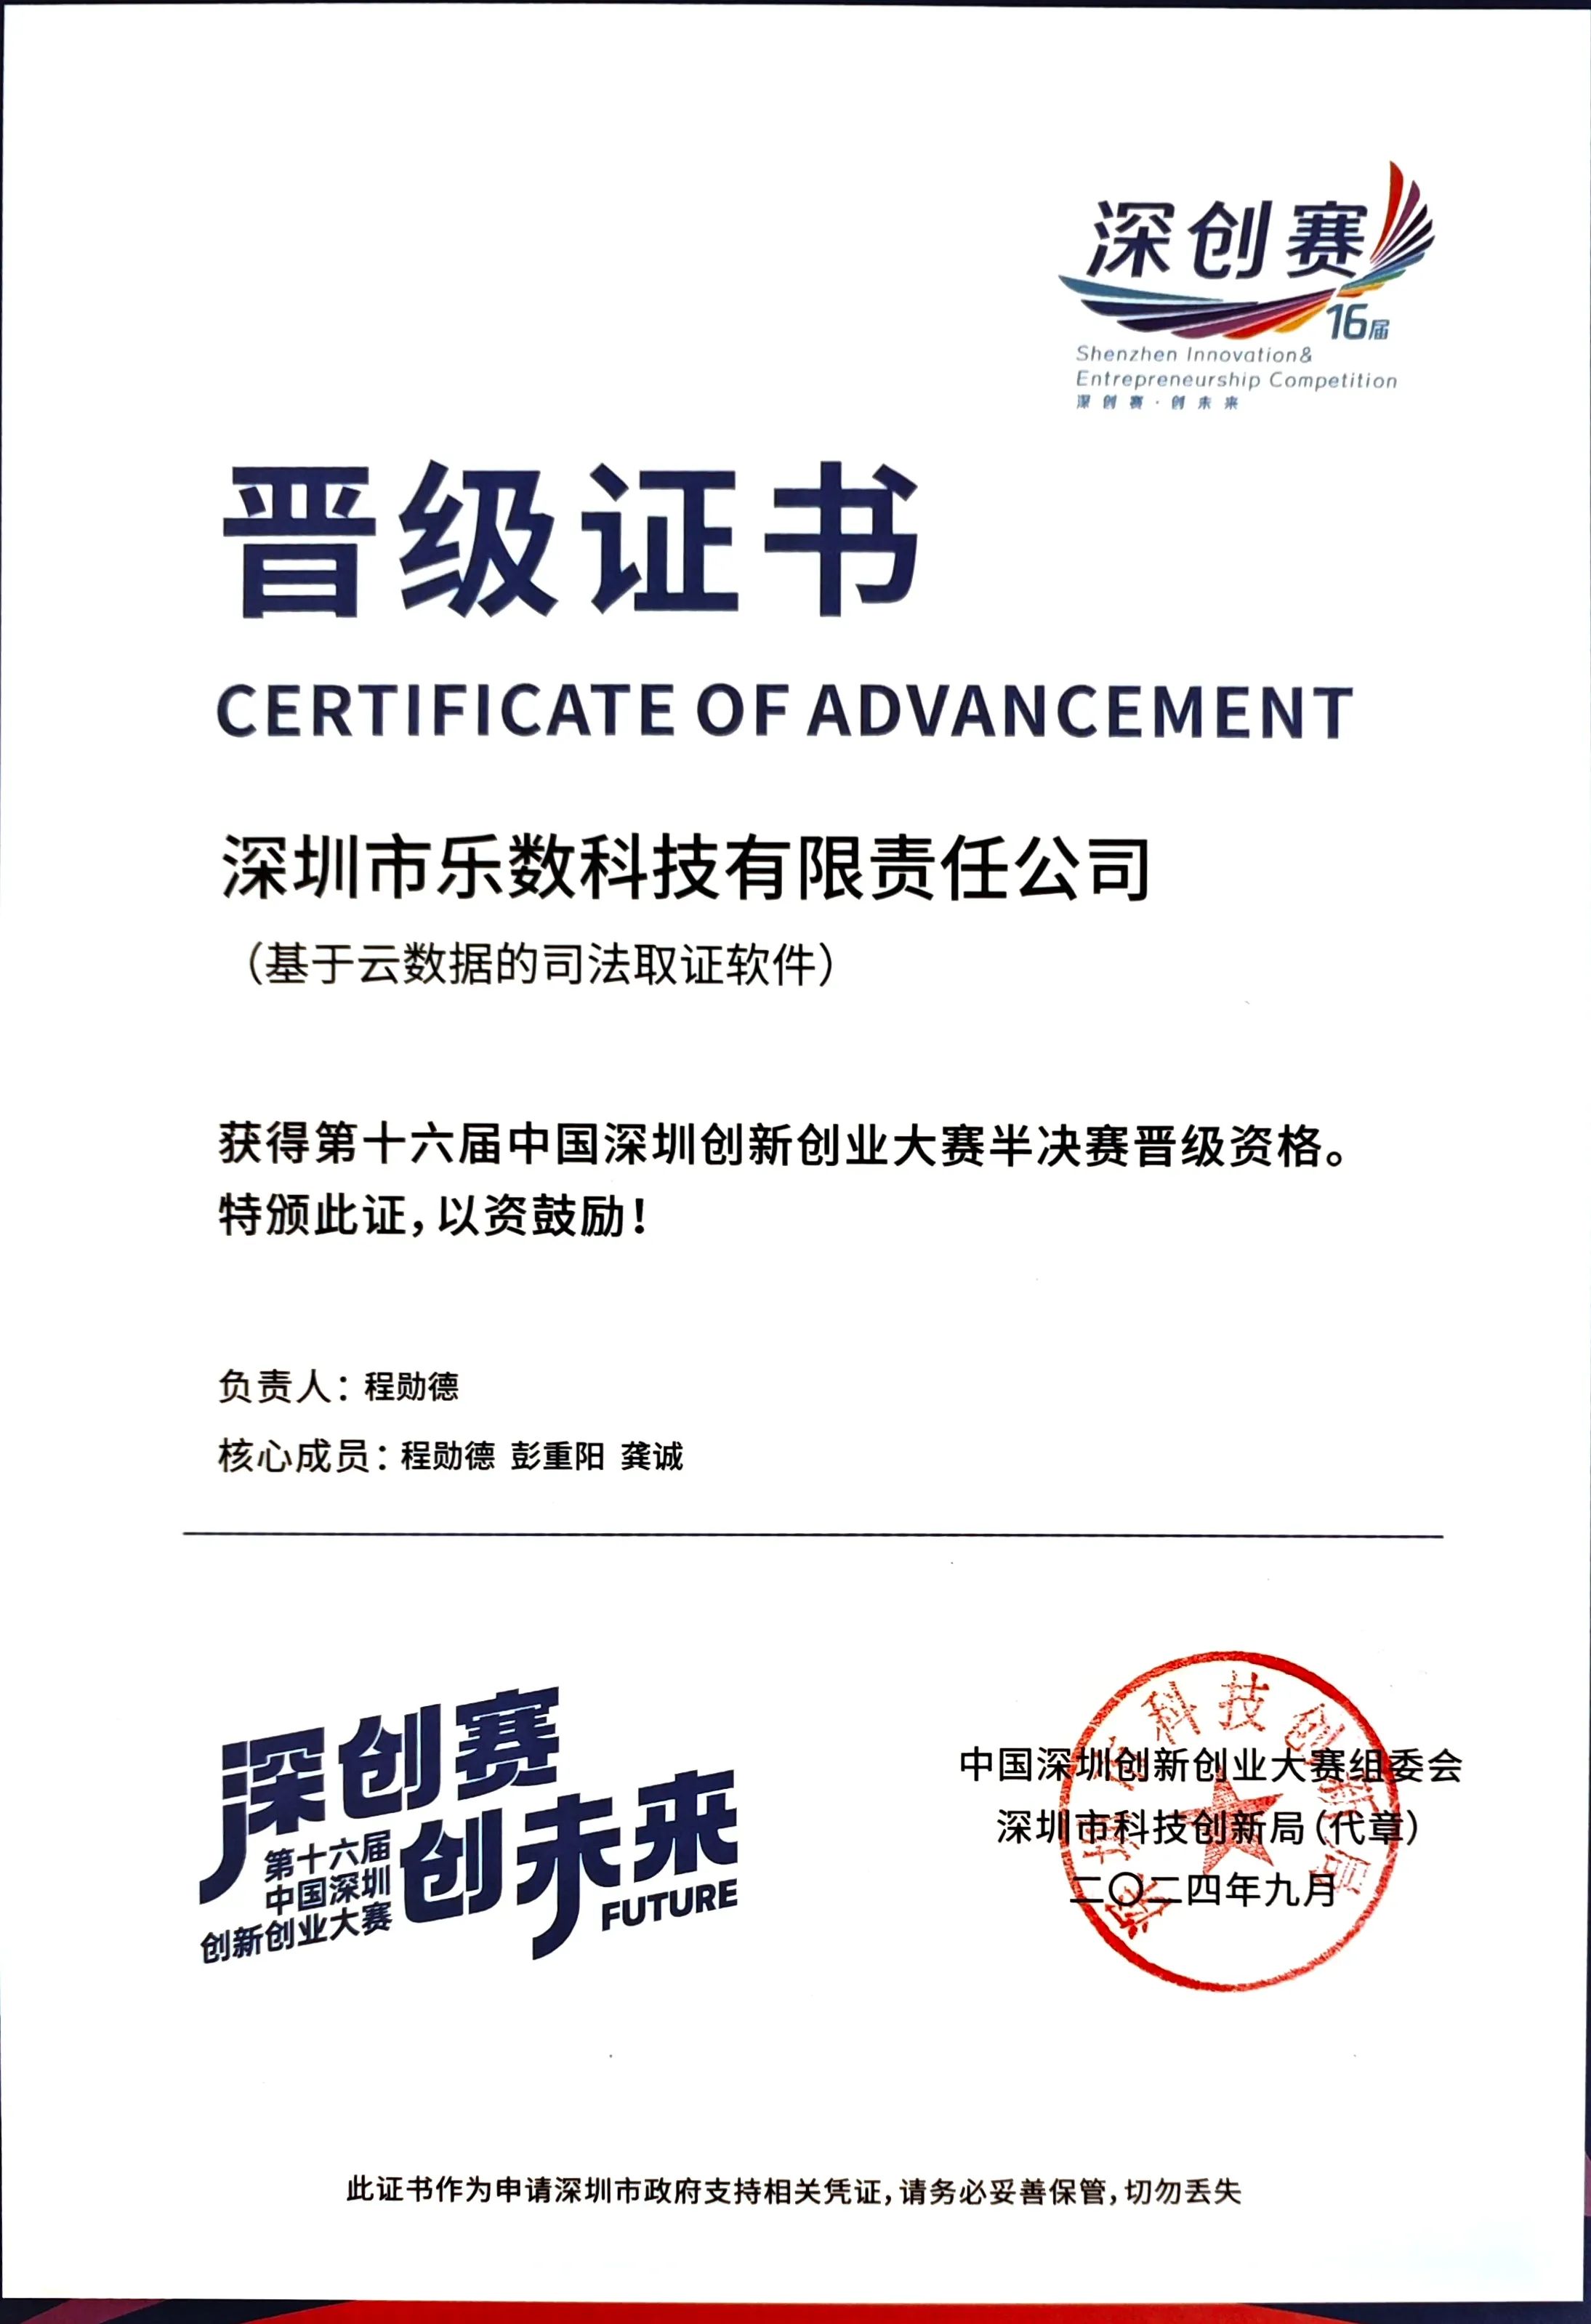 深创赛
16届
Shenzhen Innovation&
Entrepreneurship Competition
深创赛·创未来
晋级证书
CERTIFICATE OF ADVANCEMENT
深圳市乐数科技有限责任公司
（基于云数据的司法取证软件）
获得第十六届中国深圳创新创业大赛半决赛晋级资格。
特颁此证，以资鼓励！
负责人：程勋德
核心成员：程勋德 彭重阳 龚诚
深创赛
创未来
第十六届
中国深圳
创新创业大赛
FUTURE
深圳市科技创新局
中国深圳创新创业大赛组委会
深圳市科技创新局（代章）
二〇二四年九月
此证书作为申请深圳市政府支持相关凭证，请务必妥善保管，切勿丢失